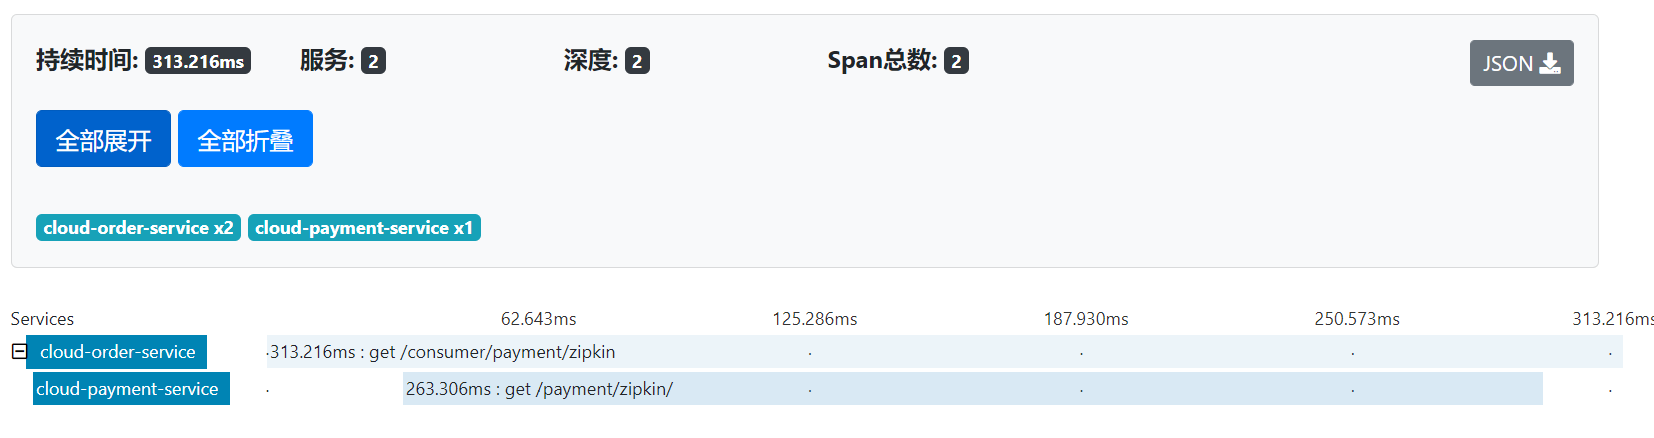 持续时间: 313.216ms 服务: 2 深度: 2 Span总数: 2 JSON
全部展开 全部折叠
cloud-order-service x2 cloud-payment-service x1
Services 62.643ms 125.286ms 187.930ms 250.573ms 313.216ms
cloud-order-service 313.216ms : get /consumer/payment/zipkin
cloud-payment-service 263.306ms : get /payment/zipkin/